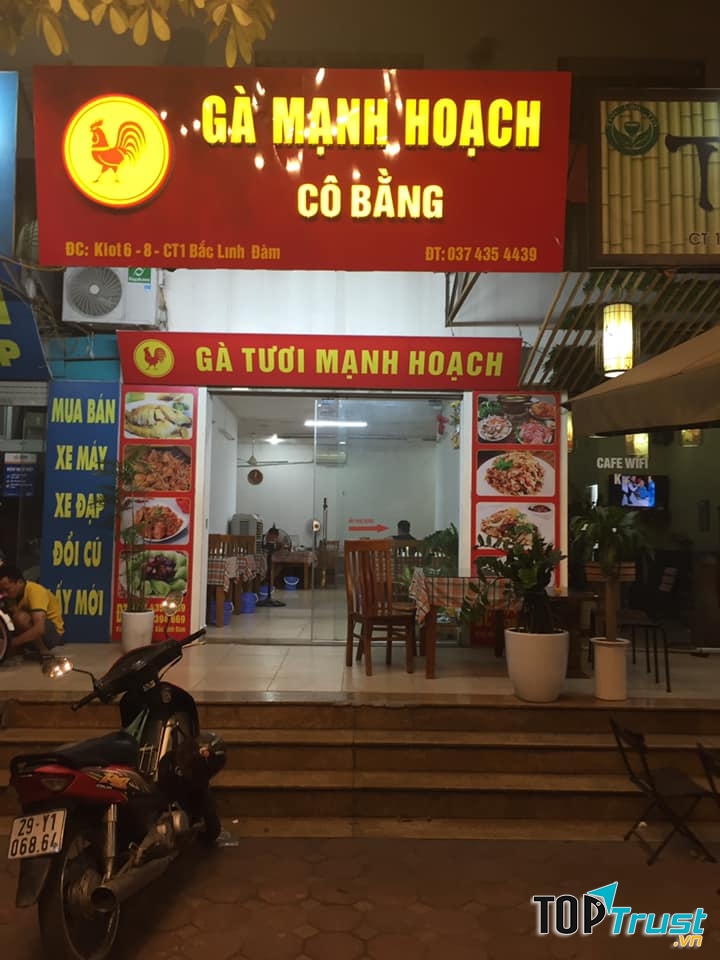 GÀ MẠNH HOẠCH
CÔ BẰNG
ĐC: Kiot 6 - 8 - CT1 Bắc Linh Đàm
ĐT: 037 435 4439
GÀ TƯƠI MẠNH HOẠCH
MUA BÁN
XE MÁY
XE ĐẠP
ĐỔI CŨ
LẤY MỚI
CAFE WIFI
K
T
CT 1
29-Y1
068.64
TOPTrust.vn